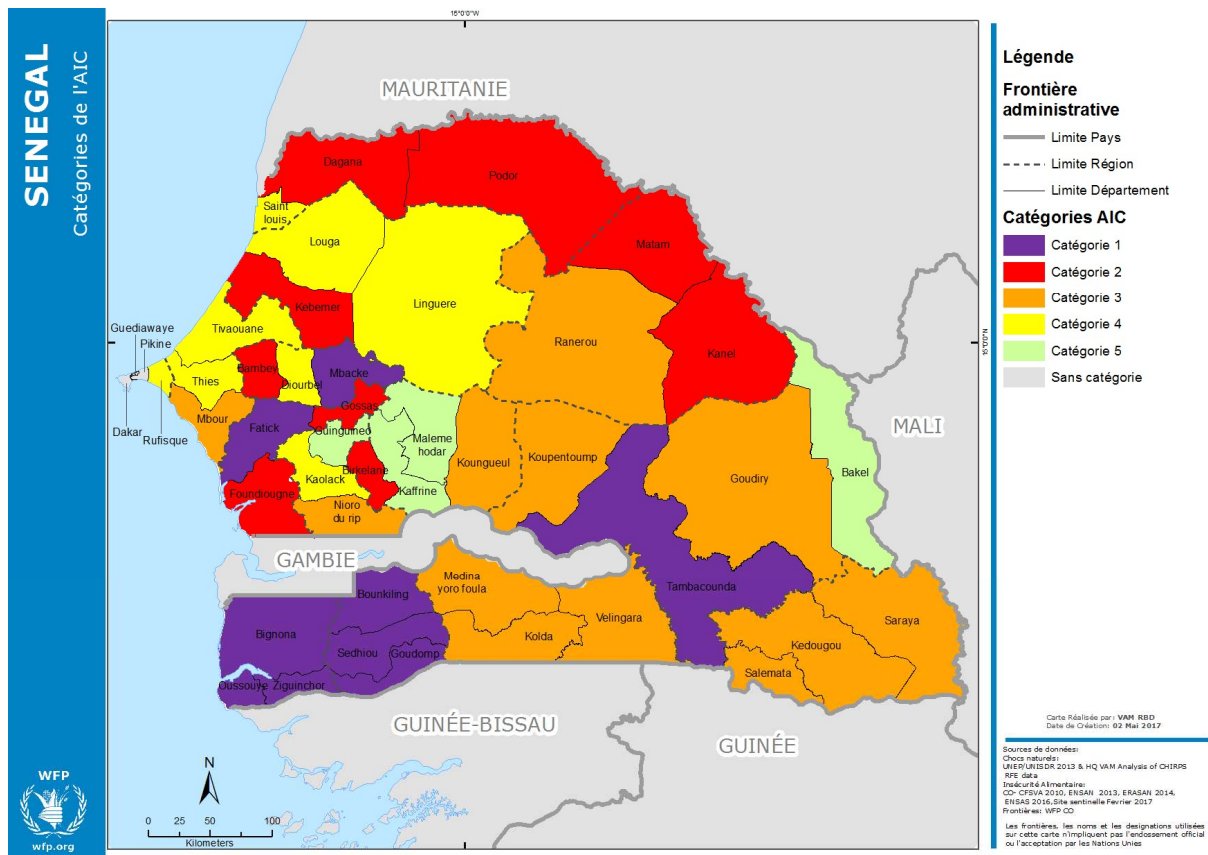 SENEGAL
Catégories de l'AIC
WFP
wfp.org
15°0'0"W
15°0'0"N
MAURITANIE
MALI
GAMBIE
GUINÉE-BISSAU
GUINÉE
Dagana
Podor
Saint
louis
Louga
Matam
Linguere
Kebemer
Tivaouane
Ranerou
Kanel
Guediawaye
Pikine
Bambey
Mbacke
Thies
Diourbel
Gossas
Mbour
Dakar
Rufisque
Fatick
Guinguineo
Maleme
hodar
Koungueul
Koupentoump
Goudiry
Bakel
Birkelane
Kaolack
Kaffrine
Foundiougne
Nioro
du rip
Medina
yoro foula
Bounkiling
Tambacounda
Velingara
Saraya
Bignona
Kolda
Kedougou
Sedhiou
Goudomp
Salemata
Oussouye
Ziguinchor
N
0 25 50 100
Kilometers
Légende
Frontière
administrative
Limite Pays
Limite Région
Limite Département
Catégories AIC
Catégorie 1
Catégorie 2
Catégorie 3
Catégorie 4
Catégorie 5
Sans catégorie
Carte Réalisée par: VAM RBD
Date de Création: 02 Mai 2017
Sources de données:
Chocs naturels:
UNEP/UNISDR 2013 & HQ VAM Analysis of CHIRPS
RFE data
Insécurité Alimentaire:
CO- CFSVA 2010, ENSAN 2013, ERASAN 2014,
ENSAS 2016,Site sentinelle Fevrier 2017
Frontières: WFP CO
Les frontières, les noms et les designations utilisées
sur cette carte n'impliquent pas l'endossement official
ou l'acceptation par les Nations Unies